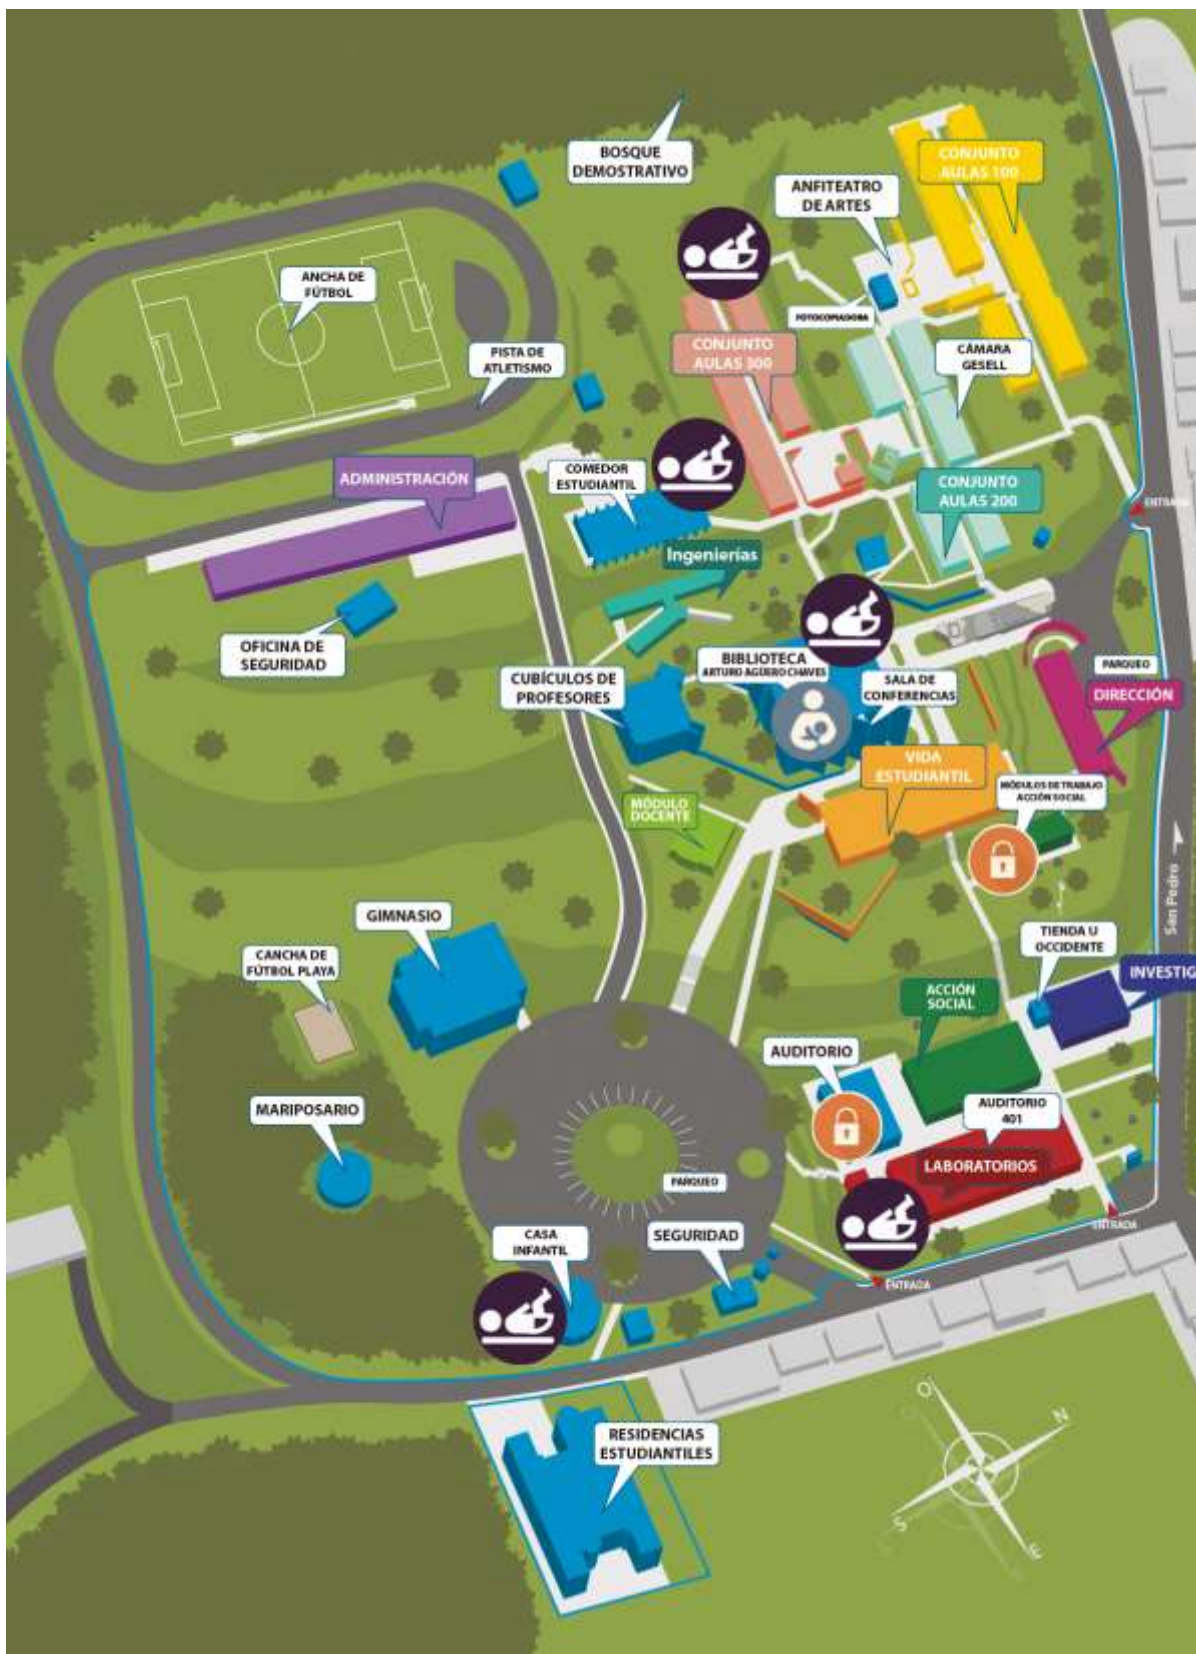 BOSQUE
DEMOSTRATIVO
CONJUNTO
AULAS 100
ANFITEATRO
DE ARTES
ANCHA DE
FÚTBOL
FOTOCOPIADORA
CONJUNTO
AULAS 300
CÁMARA
GESELL
PISTA DE
ATLETISMO
ADMINISTRACIÓN
COMEDOR
ESTUDIANTIL
CONJUNTO
AULAS 200
ENTRADA
Ingenierías
OFICINA DE
SEGURIDAD
BIBLIOTECA
ARTURO AGÜERO CHAVES
CUBÍCULOS DE
PROFESORES
SALA DE
CONFERENCIAS
PARQUEO
DIRECCIÓN
VIDA
ESTUDIANTIL
MÓDULOS DE TRABAJO
ACCIÓN SOCIAL
MÓDULO
DOCENTE
San Pedro
GIMNASIO
CANCHA DE
FÚTBOL PLAYA
TIENDA U
OCCIDENTE
INVESTIG
ACCIÓN
SOCIAL
AUDITORIO
MARIPOSARIO
AUDITORIO
401
LABORATORIOS
PARQUEO
CASA
INFANTIL
SEGURIDAD
ENTRADA
ENTRADA
RESIDENCIAS
ESTUDIANTILES
O
N
S
E